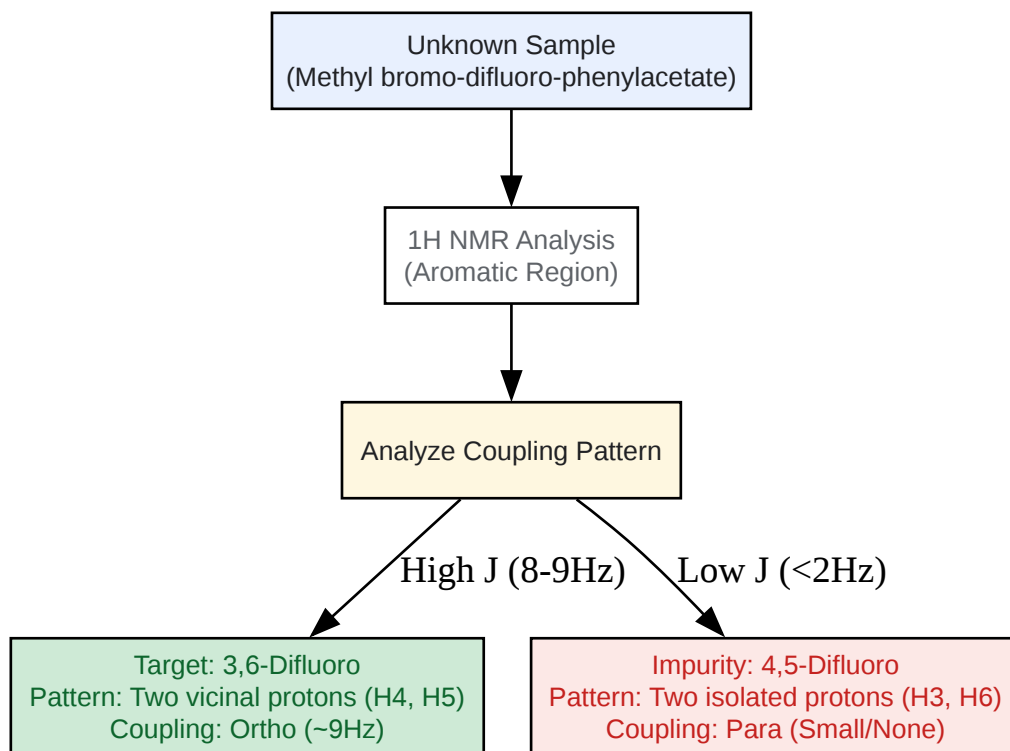 Unknown Sample
(Methyl bromo-difluoro-phenylacetate)
1H NMR Analysis
(Aromatic Region)
Analyze Coupling Pattern
High J (8-9Hz)
Low J (<2Hz)
Target: 3,6-Difluoro
Pattern: Two vicinal protons (H4, H5)
Coupling: Ortho (~9Hz)
Impurity: 4,5-Difluoro
Pattern: Two isolated protons (H3, H6)
Coupling: Para (Small/None)